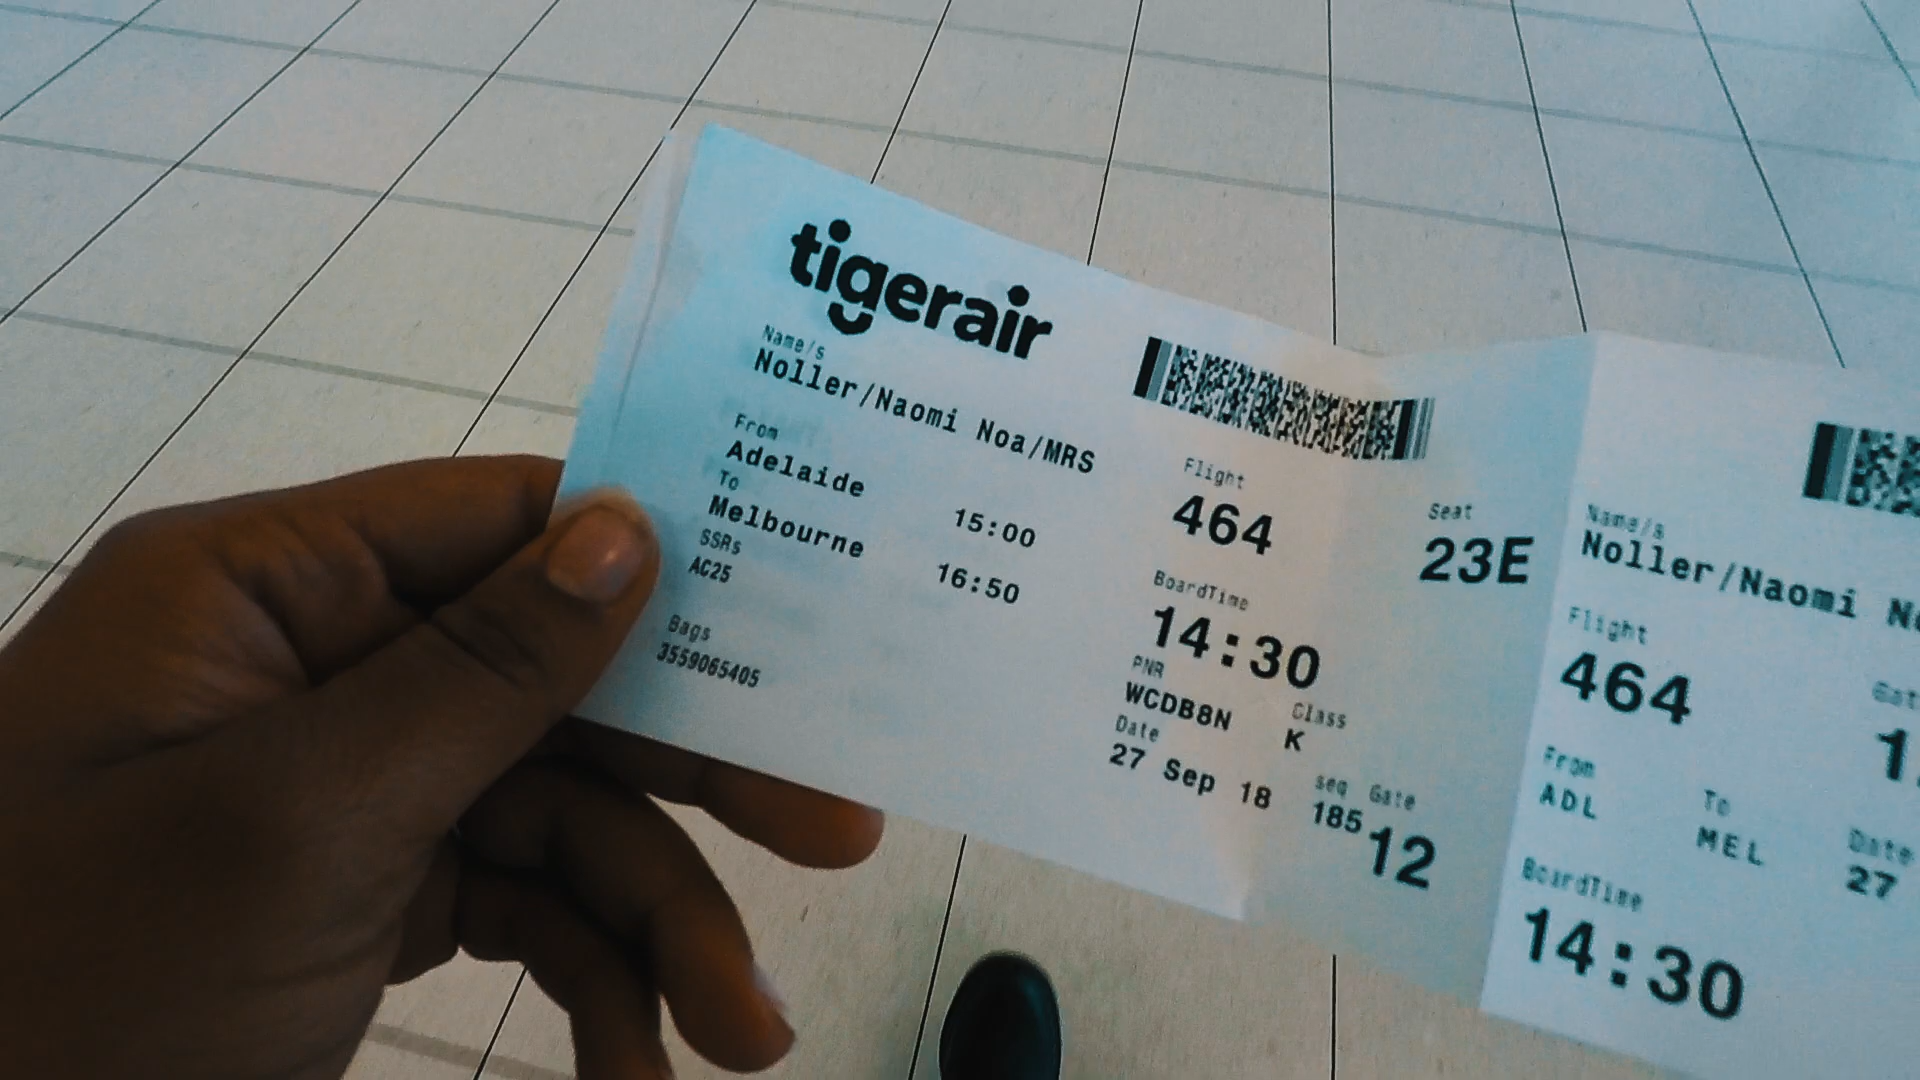 tigerair
Name/s
Noller/Naomi Noa/MRS
From
Adelaide 15:00
To
Melbourne 16:50
SSRs
AC25
Bags
3559065405
Flight
464
Seat
23E
BoardTime
14:30
PNR
WCDB8N
Class
K
Date
27 Sep 18
seq
185
Gate
12
Name/s
Noller/Naomi
Flight
464
From
ADL
To
MEL
Date
27
BoardTime
14:30